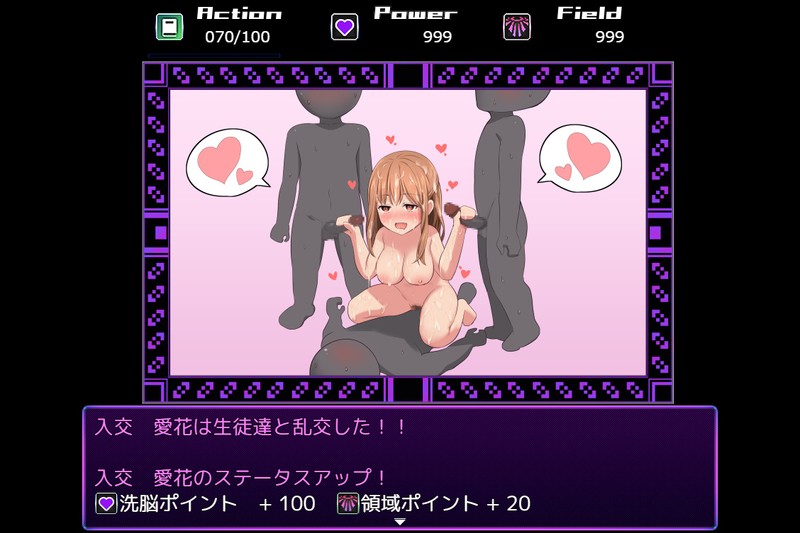 Action Power Field
070/100 999 999
入交　愛花は生徒達と乱交した！！
入交　愛花のステータスアップ！
洗脳ポイント　+ 100　領域ポイント + 20